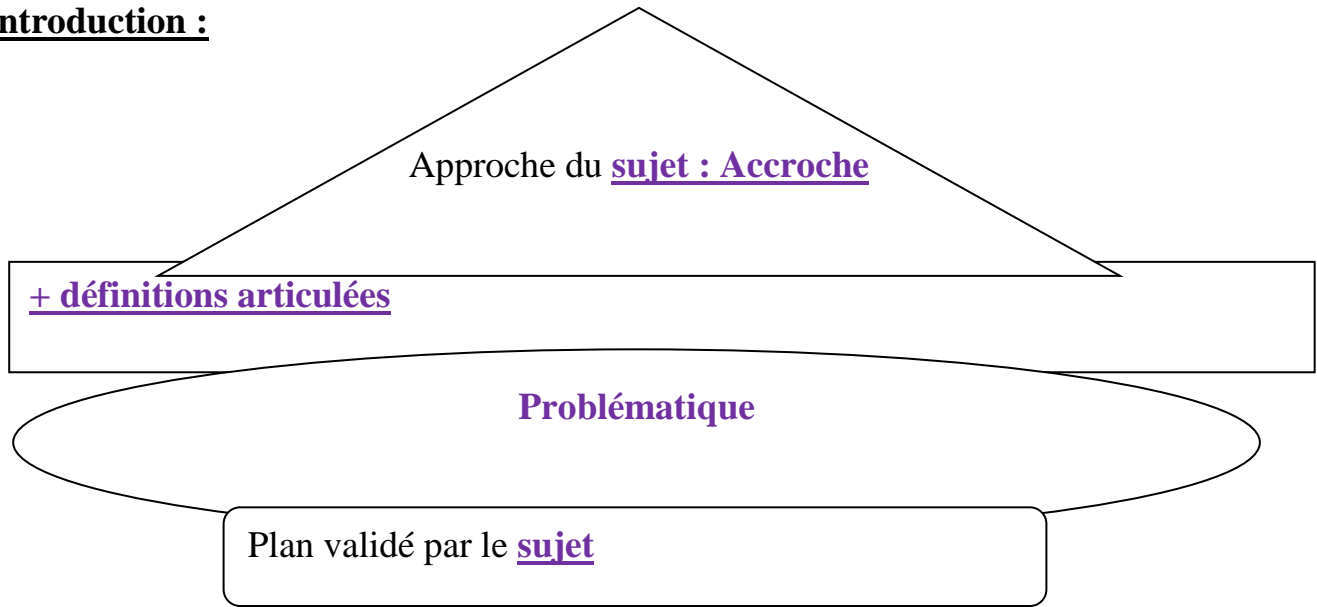 ntroduction :
Approche du sujet : Accroche
+ définitions articulées
Problématique
Plan validé par le sujet